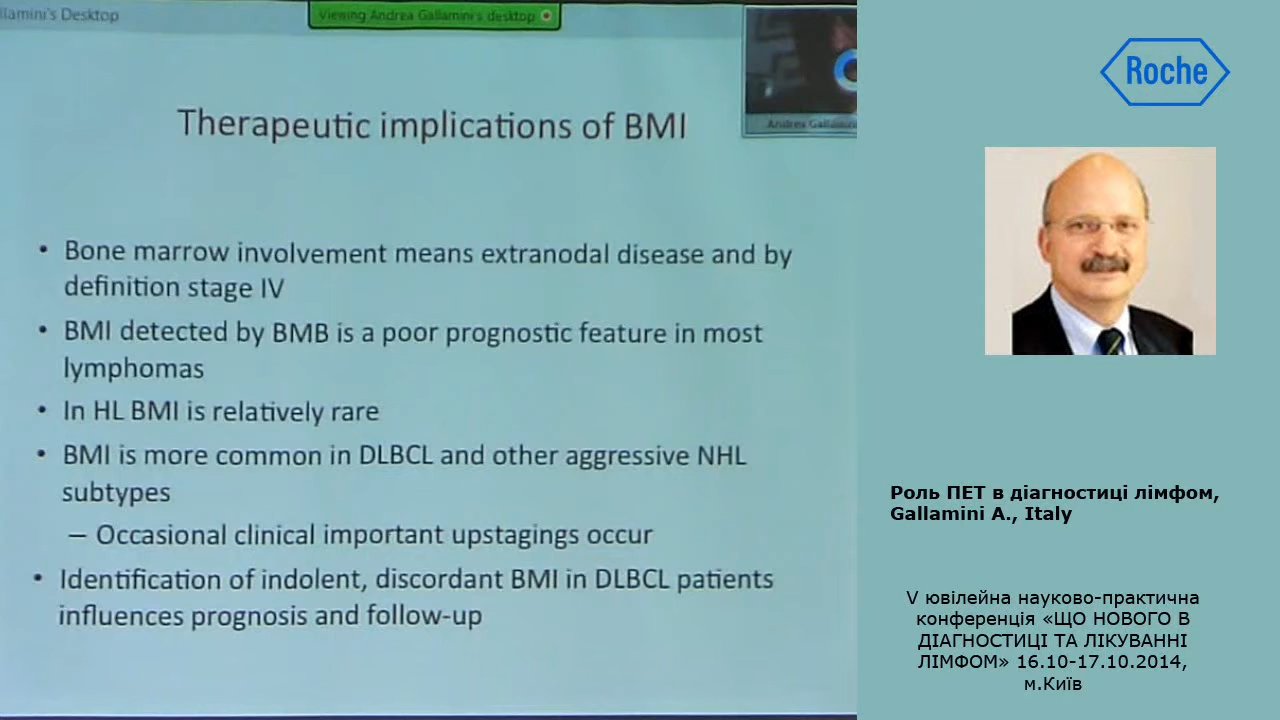 llamini's Desktop
Viewing Andrea Gallamini's desktop
Andrea Gallamini
Therapeutic implications of BMI
• Bone marrow involvement means extranodal disease and by
definition stage IV
• BMI detected by BMB is a poor prognostic feature in most
lymphomas
• In HL BMI is relatively rare
• BMI is more common in DLBCL and other aggressive NHL
subtypes
– Occasional clinical important upstagings occur
• Identification of indolent, discordant BMI in DLBCL patients
influences prognosis and follow-up
Roche
Роль ПЕТ в діагностиці лімфом,
Gallamini A., Italy
V ювілейна науково-практична
конференція «ЩО НОВОГО В
ДІАГНОСТИЦІ ТА ЛІКУВАННІ
ЛІМФОМ» 16.10-17.10.2014,
м.Київ